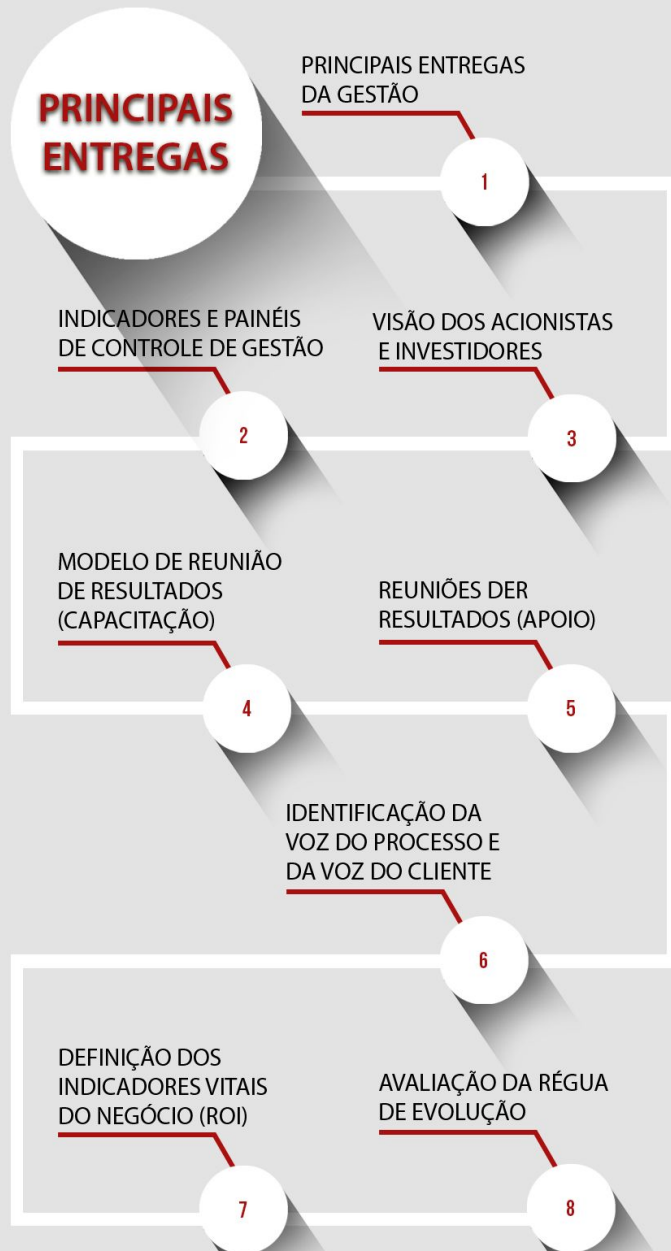 PRINCIPAIS
ENTREGAS
PRINCIPAIS ENTREGAS
DA GESTÃO
1
INDICADORES E PAINÉIS
DE CONTROLE DE GESTÃO
2
VISÃO DOS ACIONISTAS
E INVESTIDORES
3
MODELO DE REUNIÃO
DE RESULTADOS
(CAPACITAÇÃO)
4
REUNIÕES DER
RESULTADOS (APOIO)
5
IDENTIFICAÇÃO DA
VOZ DO PROCESSO E
DA VOZ DO CLIENTE
6
DEFINIÇÃO DOS
INDICADORES VITAIS
DO NEGÓCIO (ROI)
7
AVALIAÇÃO DA RÉGUA
DE EVOLUÇÃO
8